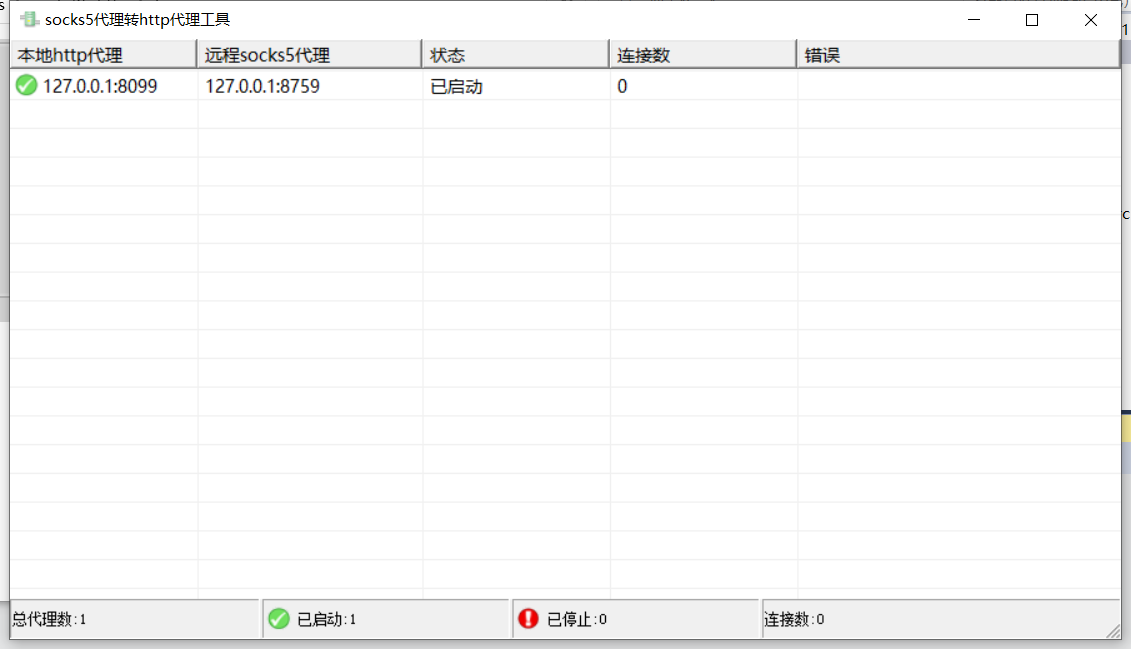 socks5代理转http代理工具
本地http代理 远程socks5代理 状态 连接数 错误
127.0.0.1:8099 127.0.0.1:8759 已启动 0
总代理数:1 已启动:1 已停止:0 连接数:0